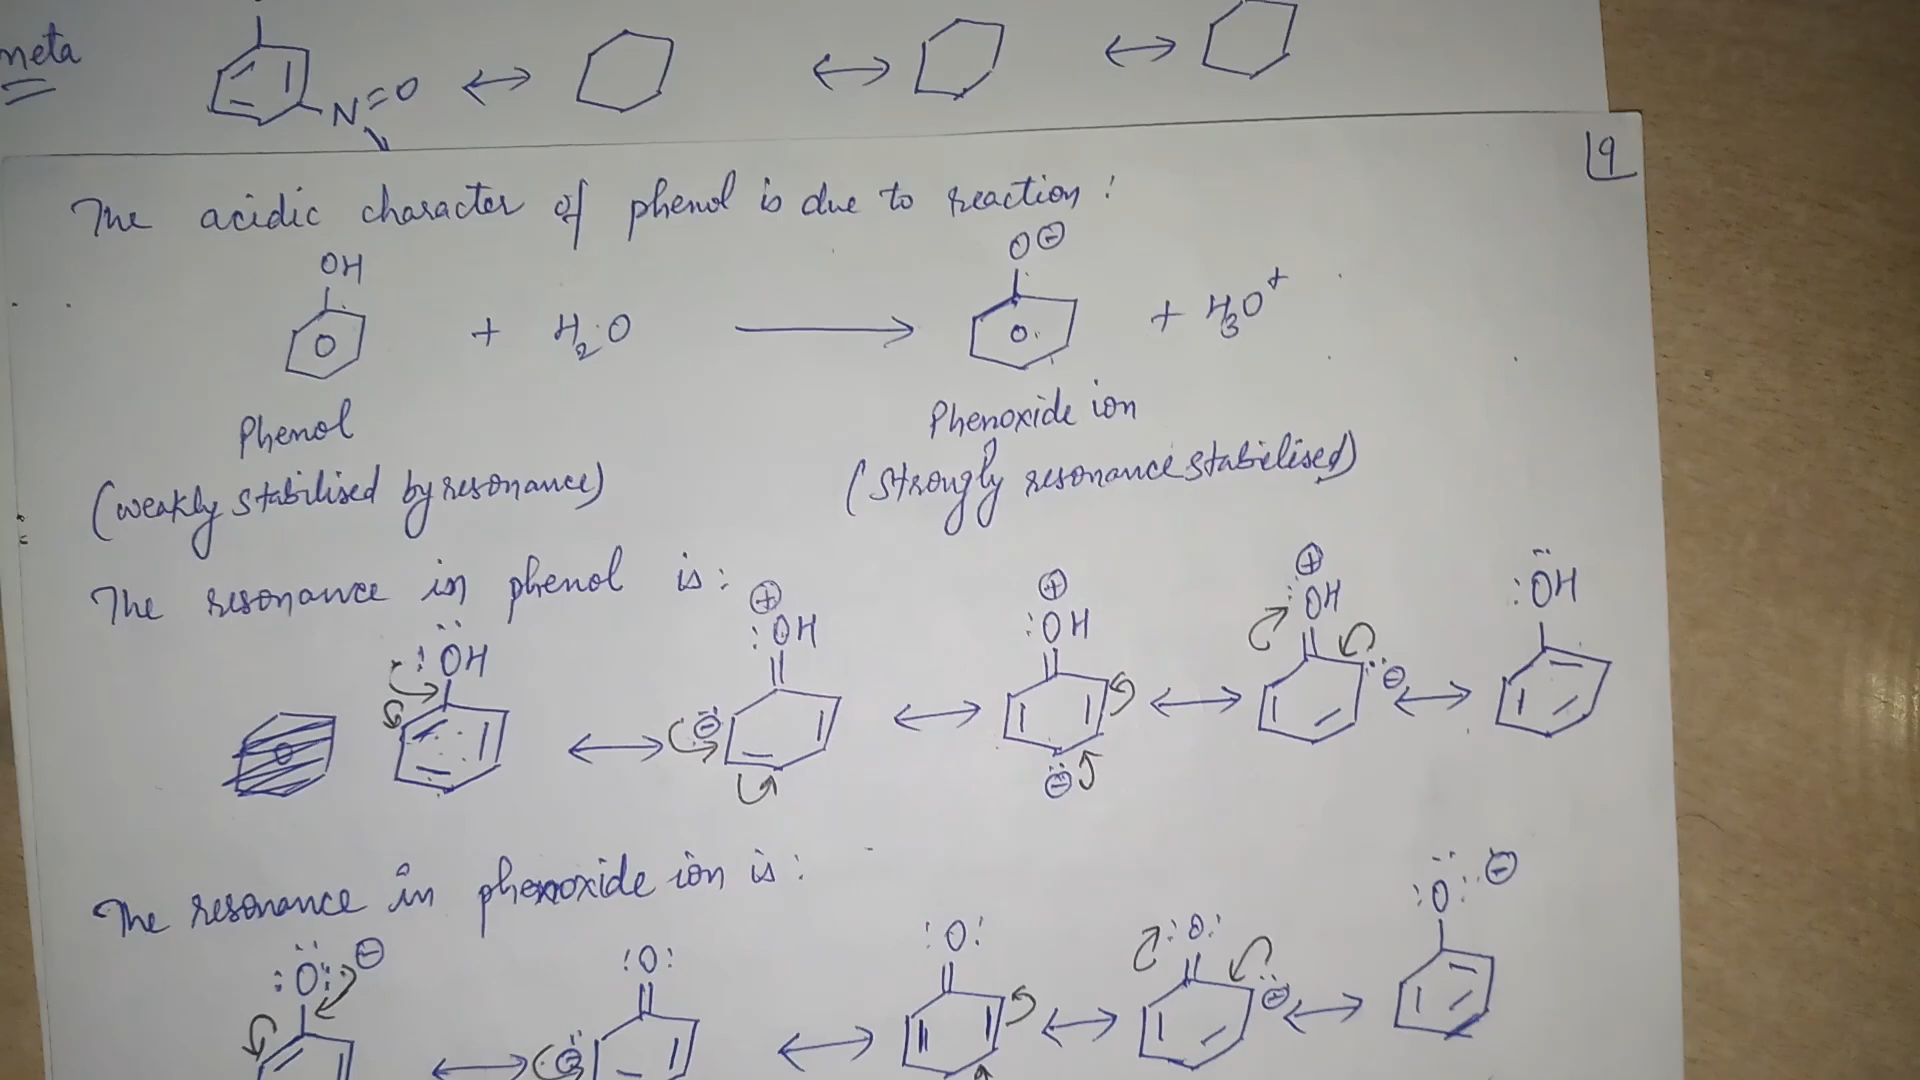 meta
N=O
9
The acidic character of phenol is due to reaction:
OH O⊖
+ H2O ⟶ + H3O+
Phenol Phenoxide ion
(weakly stabilised by resonance) (strongly resonance stabilised)
The resonance in phenol is:
:ÖH ↔ ⊕ :OH ⊖ ↔ ⊕ :OH ⊖ ↔ ⊕ :OH ⊖ ↔ :ÖH
The resonance in phenoxide ion is:
:Ö: ⊖ ↔ :O: ⊖ ↔ :O: ↔ :O: ⊖ ↔ :Ö: ⊖